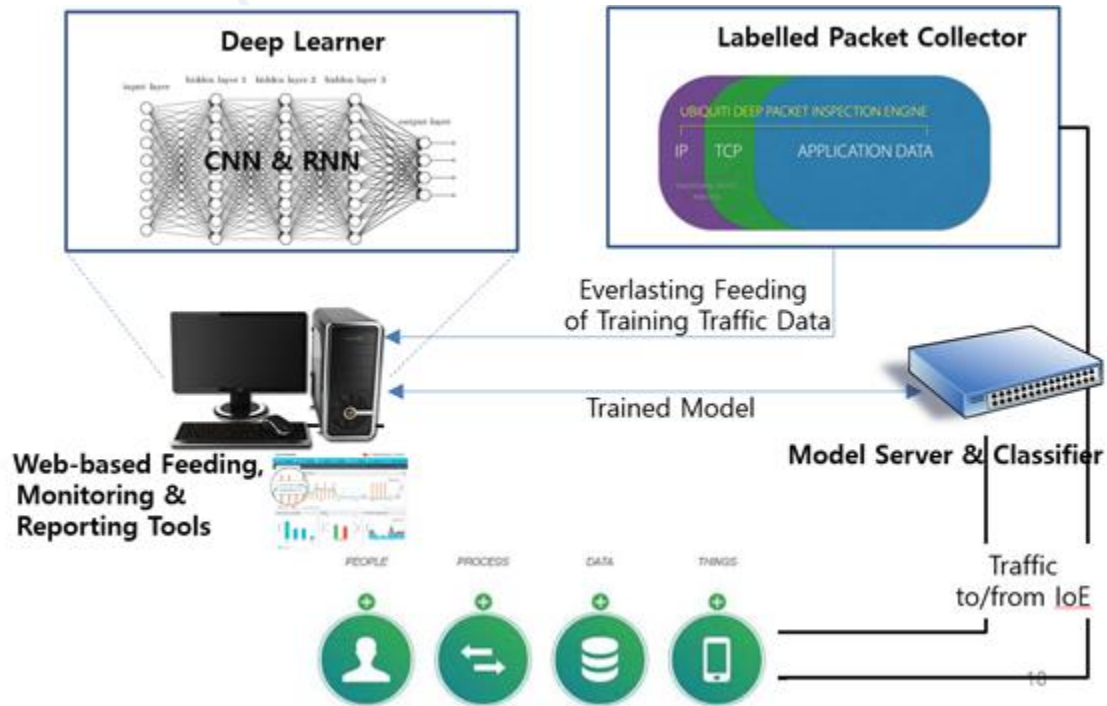 Deep Learner
input layer
hidden layer 1 hidden layer 2 hidden layer 3
output layer
CNN & RNN
Labelled Packet Collector
UBIQUITI DEEP PACKET INSPECTION ENGINE
IP TCP APPLICATION DATA
Everlasting Feeding
of Training Traffic Data
Trained Model
Model Server & Classifier
Web-based Feeding,
Monitoring &
Reporting Tools
PEOPLE PROCESS DATA THINGS
Traffic
to/from IoE
18